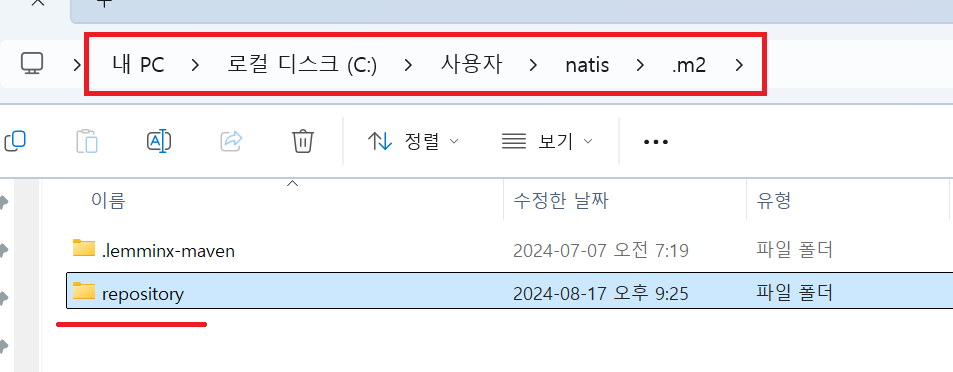 내 PC > 로컬 디스크 (C:) > 사용자 > natis > .m2 >
정렬 보기 ...
이름 수정한 날짜 유형
.lemminx-maven 2024-07-07 오전 7:19 파일 폴더
repository 2024-08-17 오후 9:25 파일 폴더